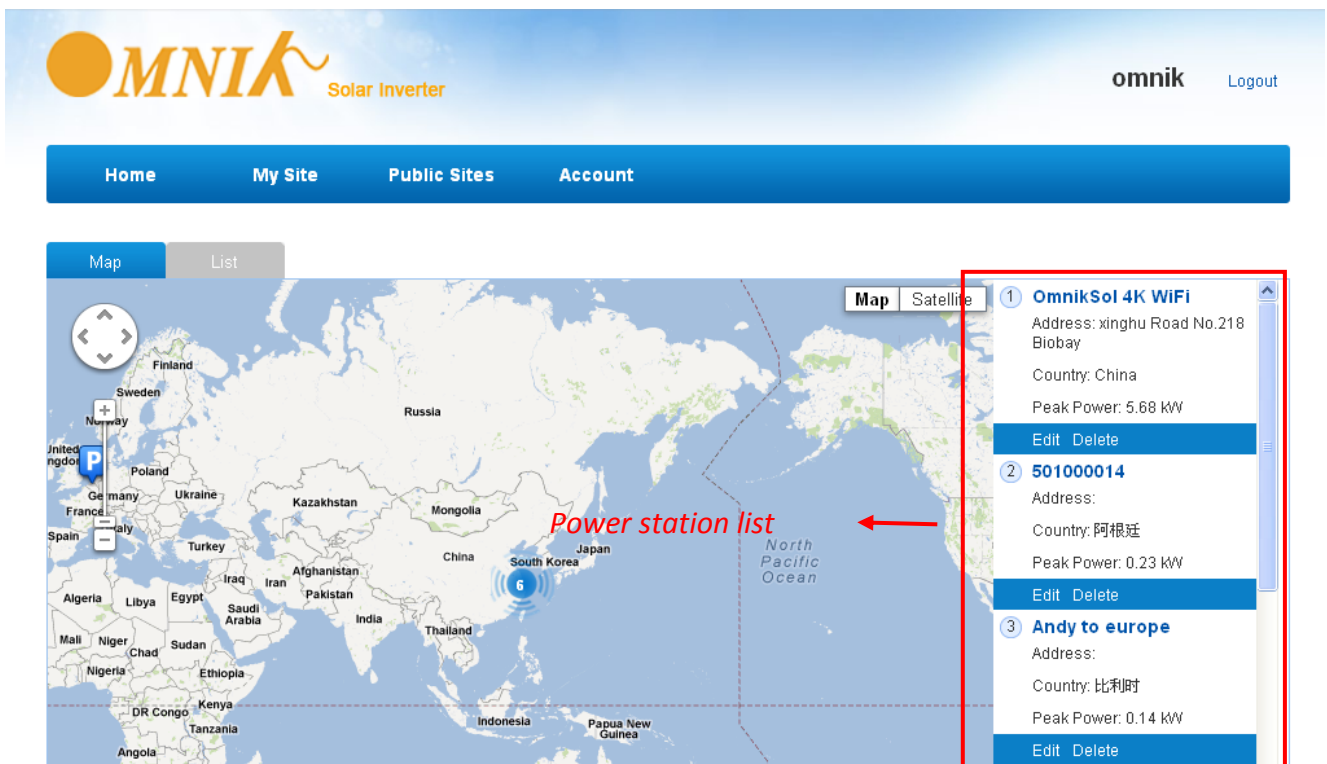 OMNIK Solar Inverter
omnik Logout
Home My Site Public Sites Account
Map List
Map Satellite
Finland
Sweden
Norway
Russia
United
P
Poland
Germany
Ukraine
France
Kazakhstan
Mongolia
Spain
Italy
Turkey
China
South Korea
Japan
North
Pacific
Ocean
Afghanistan
Iraq
Iran
Pakistan
6
Algeria
Libya
Egypt
Saudi
Arabia
India
Thailand
Mali
Niger
Chad
Sudan
Nigeria
Ethiopia
DR Congo
Kenya
Tanzania
Indonesia
Papua New
Guinea
Angola
Power station list
1 OmnikSol 4K WiFi
Address: xinghu Road No.218
Biobay
Country: China
Peak Power: 5.68 kW
Edit Delete
2 501000014
Address:
Country: 阿根廷
Peak Power: 0.23 kW
Edit Delete
3 Andy to europe
Address:
Country: 比利时
Peak Power: 0.14 kW
Edit Delete